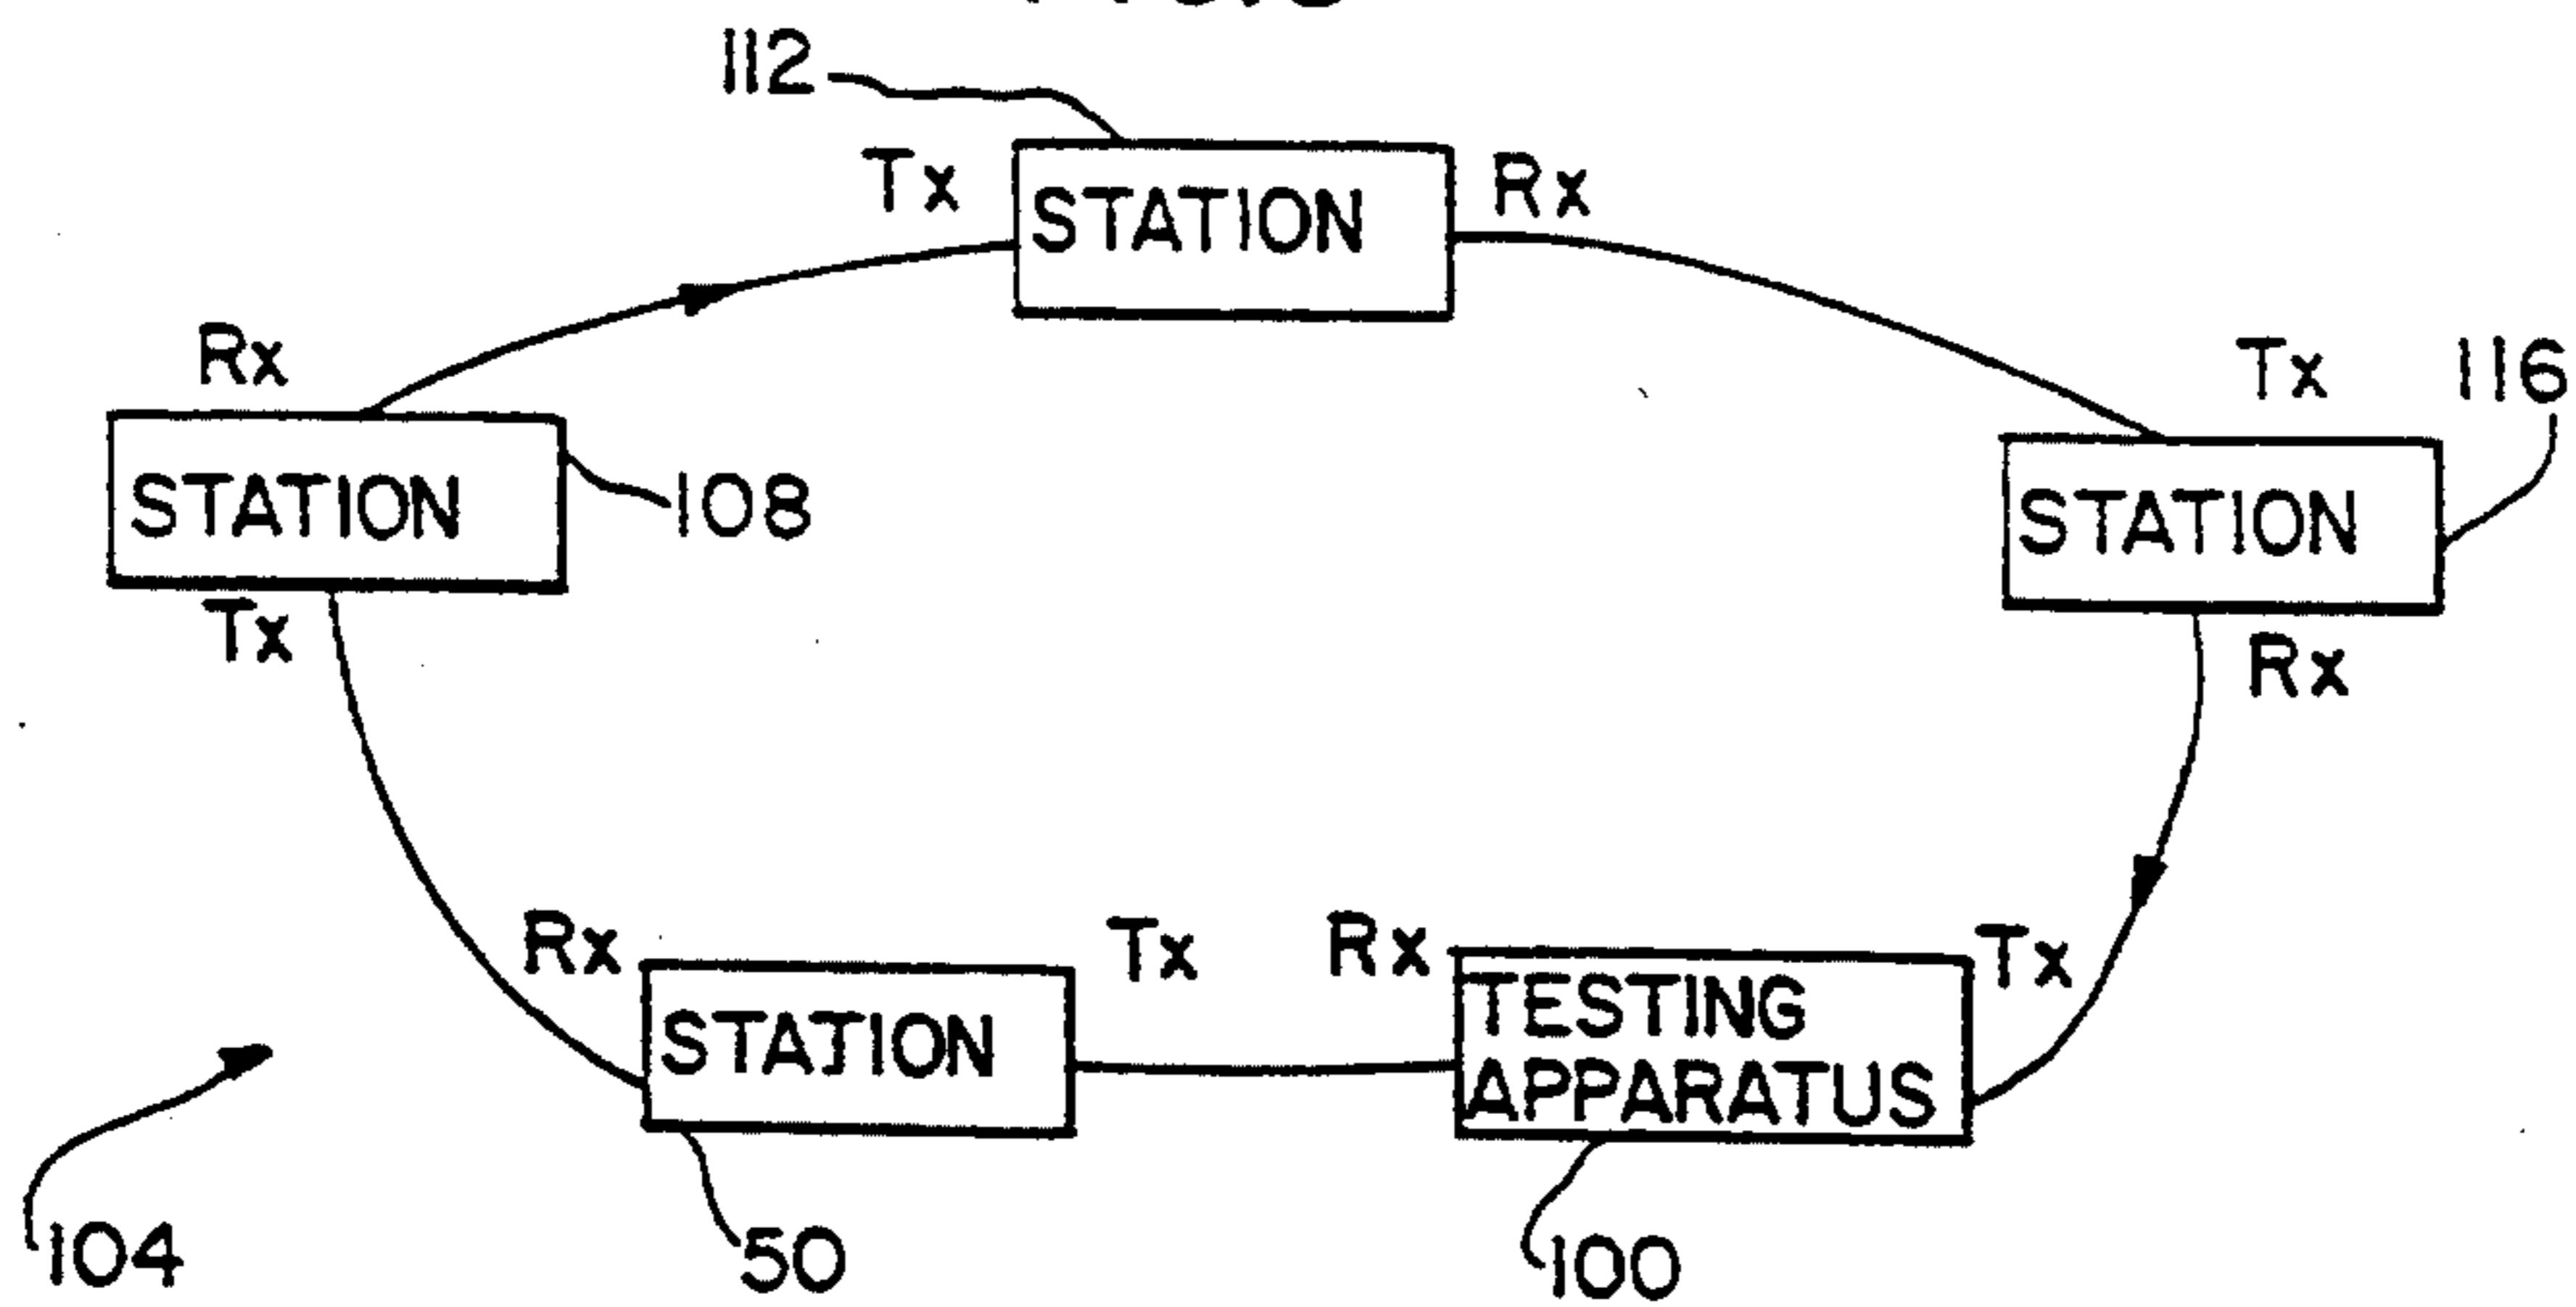 112
Tx
STATION
Rx
Rx
Tx
116
STATION
108
STATION
Tx
Rx
Rx
STATION
Tx
Rx
TESTING
APPARATUS
Tx
104
50
100